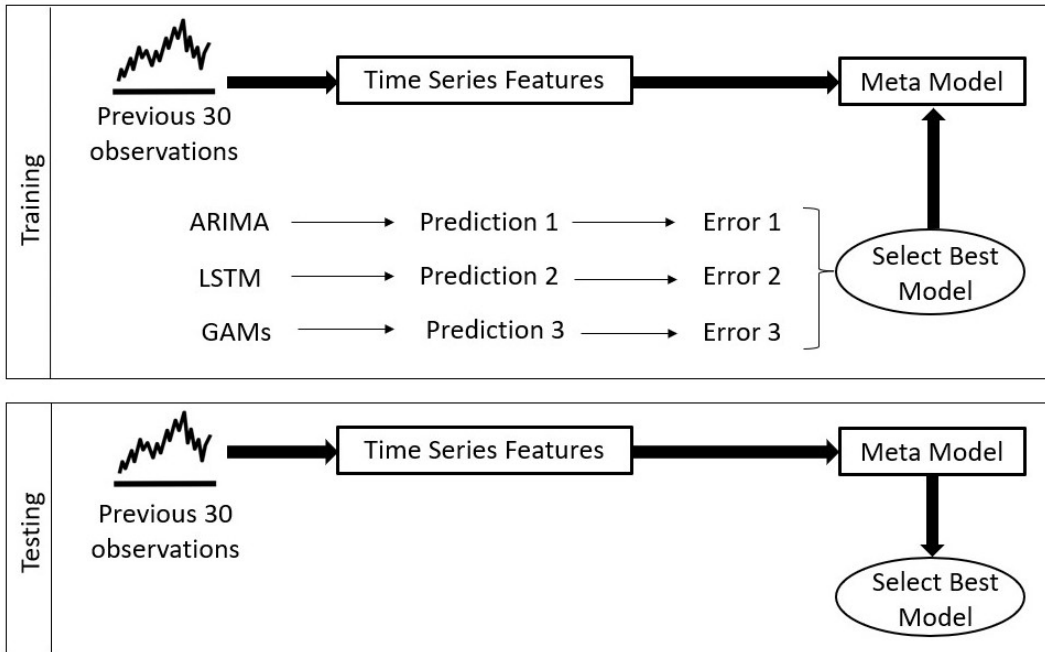 Training
Previous 30
observations
Time Series Features
Meta Model
ARIMA
Prediction 1
Error 1
LSTM
Prediction 2
Error 2
GAMs
Prediction 3
Error 3
Select Best
Model
Testing
Previous 30
observations
Time Series Features
Meta Model
Select Best
Model